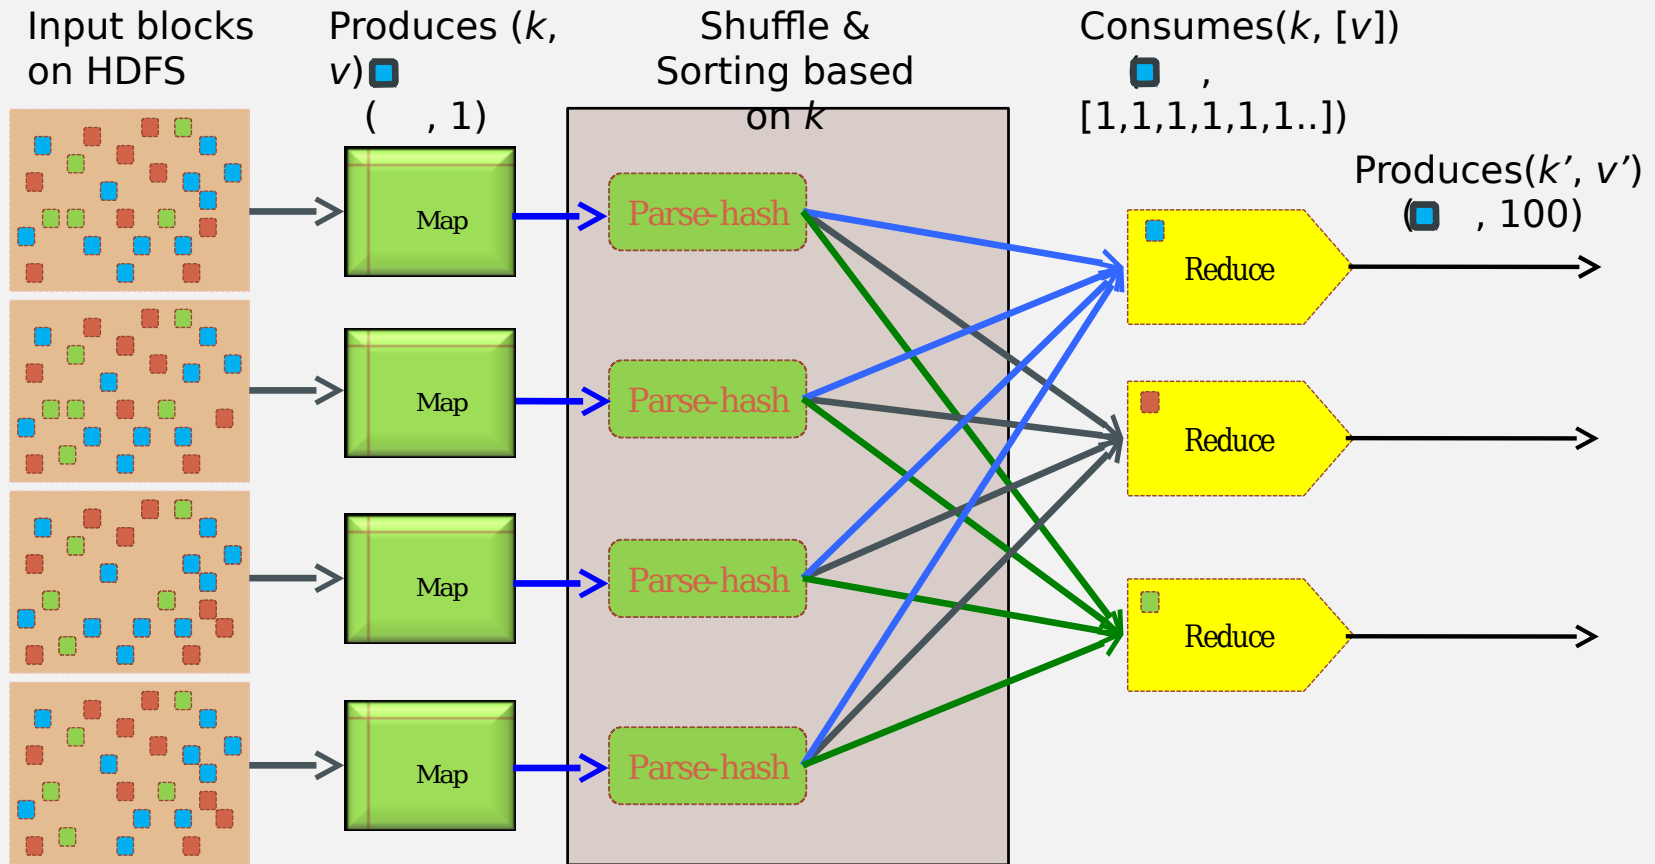 Input blocks
on HDFS
Produces (k,
v)
( , 1)
Shuffle &
Sorting based
on k
Consumes(k, [v])
( ,
[1,1,1,1,1,1..])
Produces(k’, v’)
( , 100)
Map
Parse-hash
Reduce
Map
Parse-hash
Reduce
Map
Parse-hash
Reduce
Map
Parse-hash